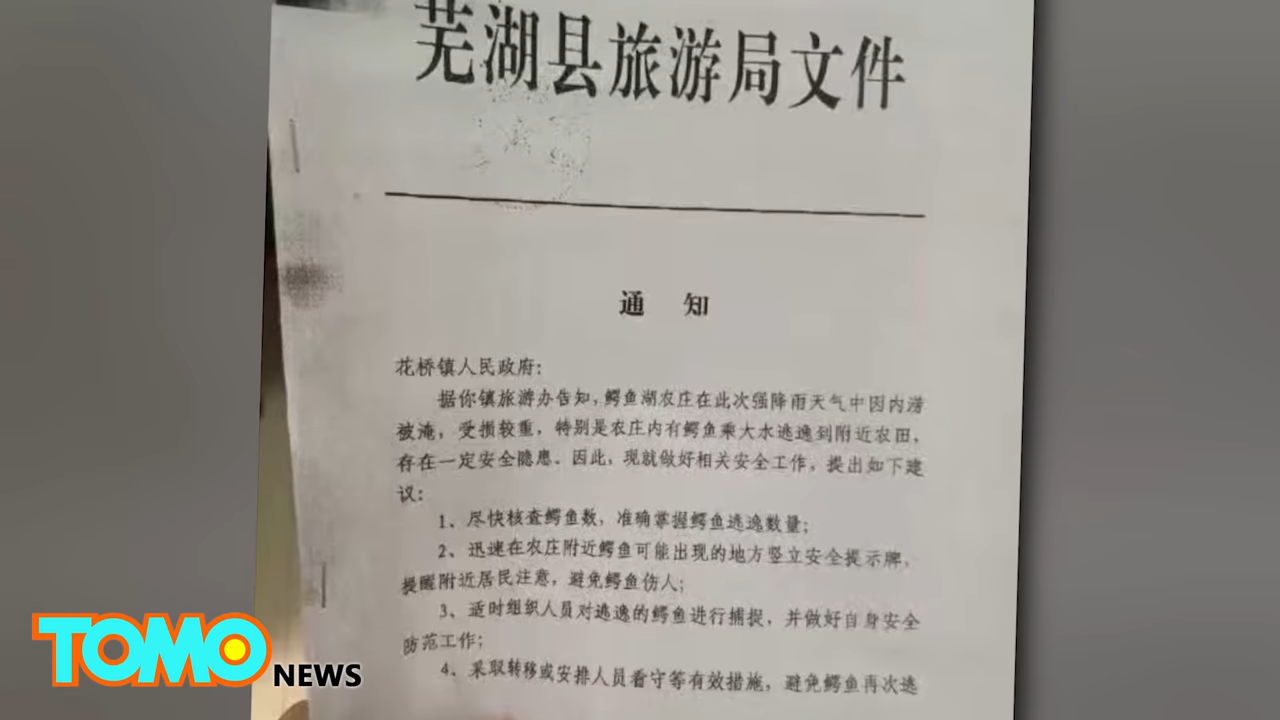 芜湖县旅游局文件
通 知
花桥镇人民政府：
据你镇旅游办告知，鳄鱼湖农庄在此次强降雨天气中因内涝
被淹，受损较重，特别是农庄内有鳄鱼乘大水逃逸到附近农田，
存在一定安全隐患。因此，现就做好相关安全工作，提出如下建
议：
1、尽快核查鳄鱼数，准确掌握鳄鱼逃逸数量；
2、迅速在农庄附近鳄鱼可能出现的地方竖立安全提示牌，
提醒附近居民注意，避免鳄鱼伤人；
3、适时组织人员对逃逸的鳄鱼进行捕捉，并做好自身安全
防范工作；
4、采取转移或安排人员看守等有效措施，避免鳄鱼再次逃
TOMO NEWS